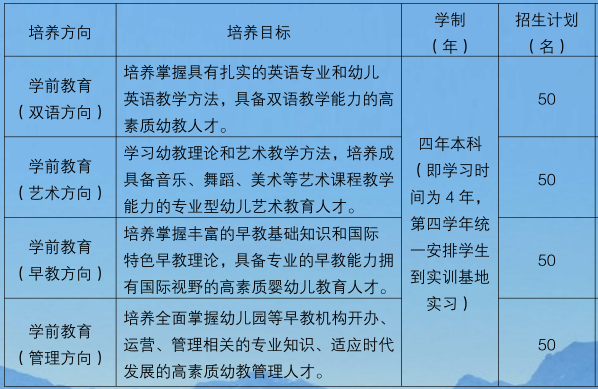 培养方向
培养目标
学制
（年）
招生计划
（名）
学前教育
（双语方向）
培养掌握具有扎实的英语专业和幼儿
英语教学方法，具备双语教学能力的高
素质幼教人才。
50
学前教育
（艺术方向）
学习幼教理论和艺术教学方法，培养成
具备音乐、舞蹈、美术等艺术课程教学
能力的专业型幼儿艺术教育人才。
50
学前教育
（早教方向）
培养掌握丰富的早教基础知识和国际
特色早教理论，具备专业的早教能力拥
有国际视野的高素质婴幼儿教育人才。
50
学前教育
（管理方向）
培养全面掌握幼儿园等早教机构开办、
运营、管理相关的专业知识、适应时代
发展的高素质幼教管理人才。
50
四年本科
（即学习时
间为 4 年，
第四学年统
一安排学生
到实训基地
实习）